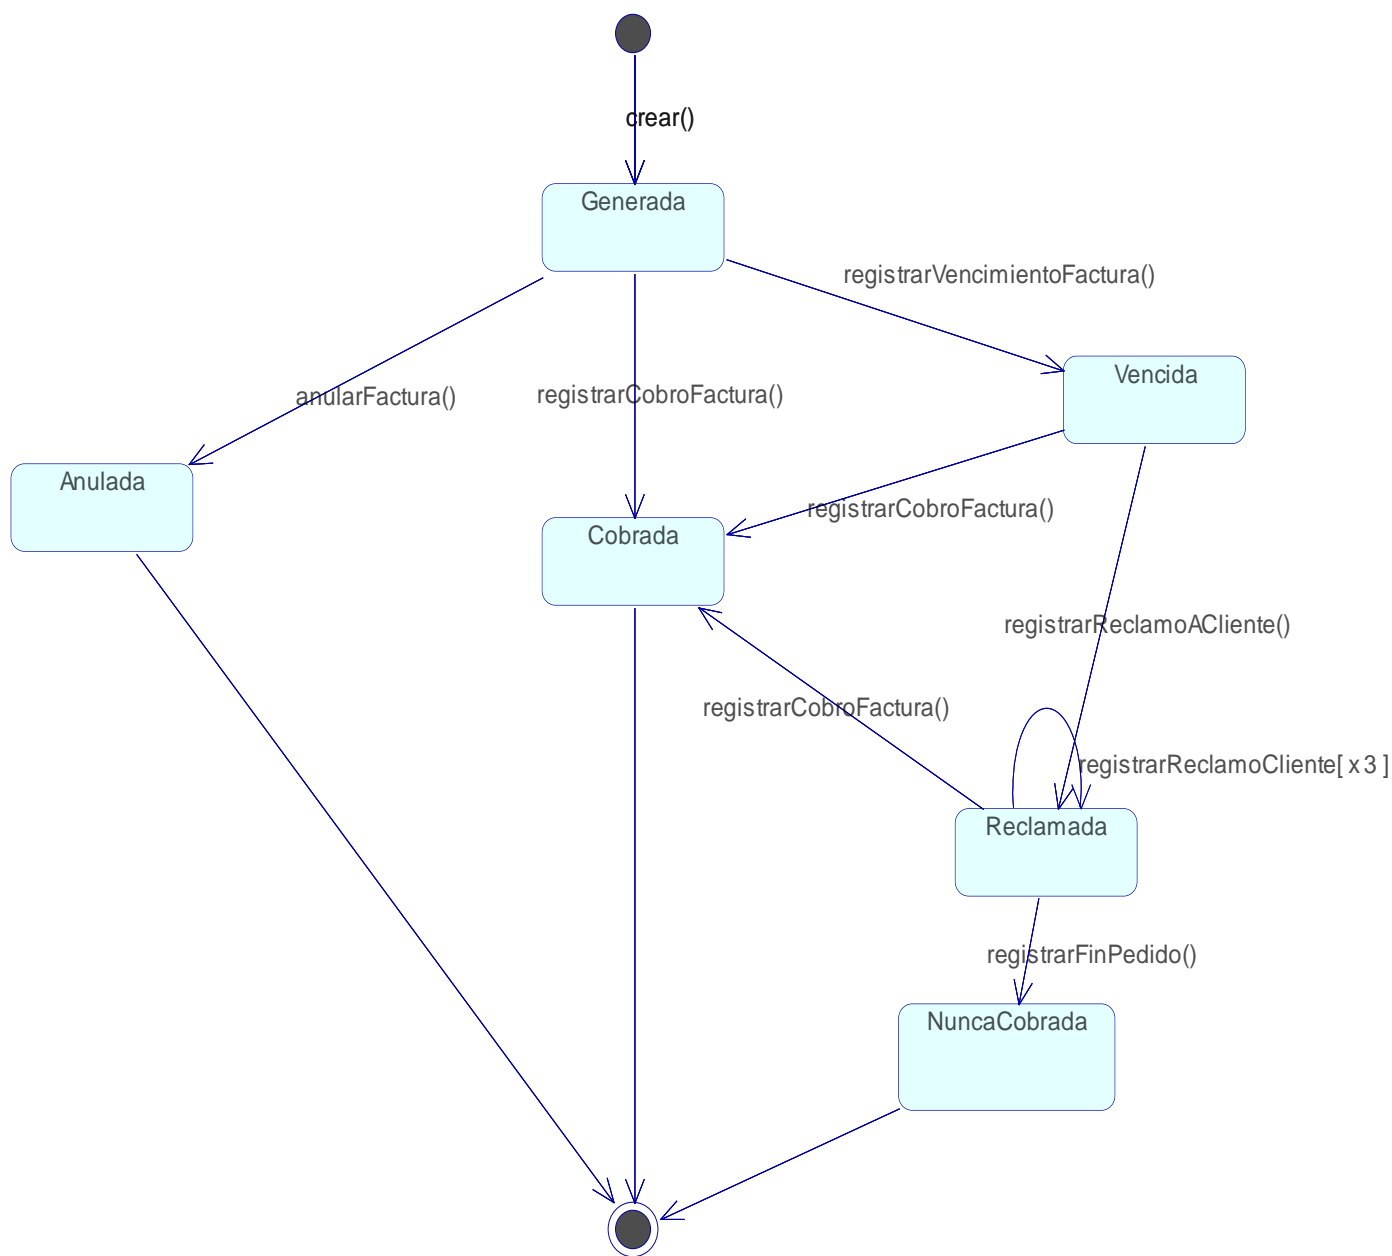 crear()
Generada
registrarVencimientoFactura()
Vencida
anularFactura()
registrarCobroFactura()
Anulada
registrarCobroFactura()
Cobrada
registrarReclamoACliente()
registrarCobroFactura()
registrarReclamoCliente[ x 3 ]
Reclamada
registrarFinPedido()
NuncaCobrada